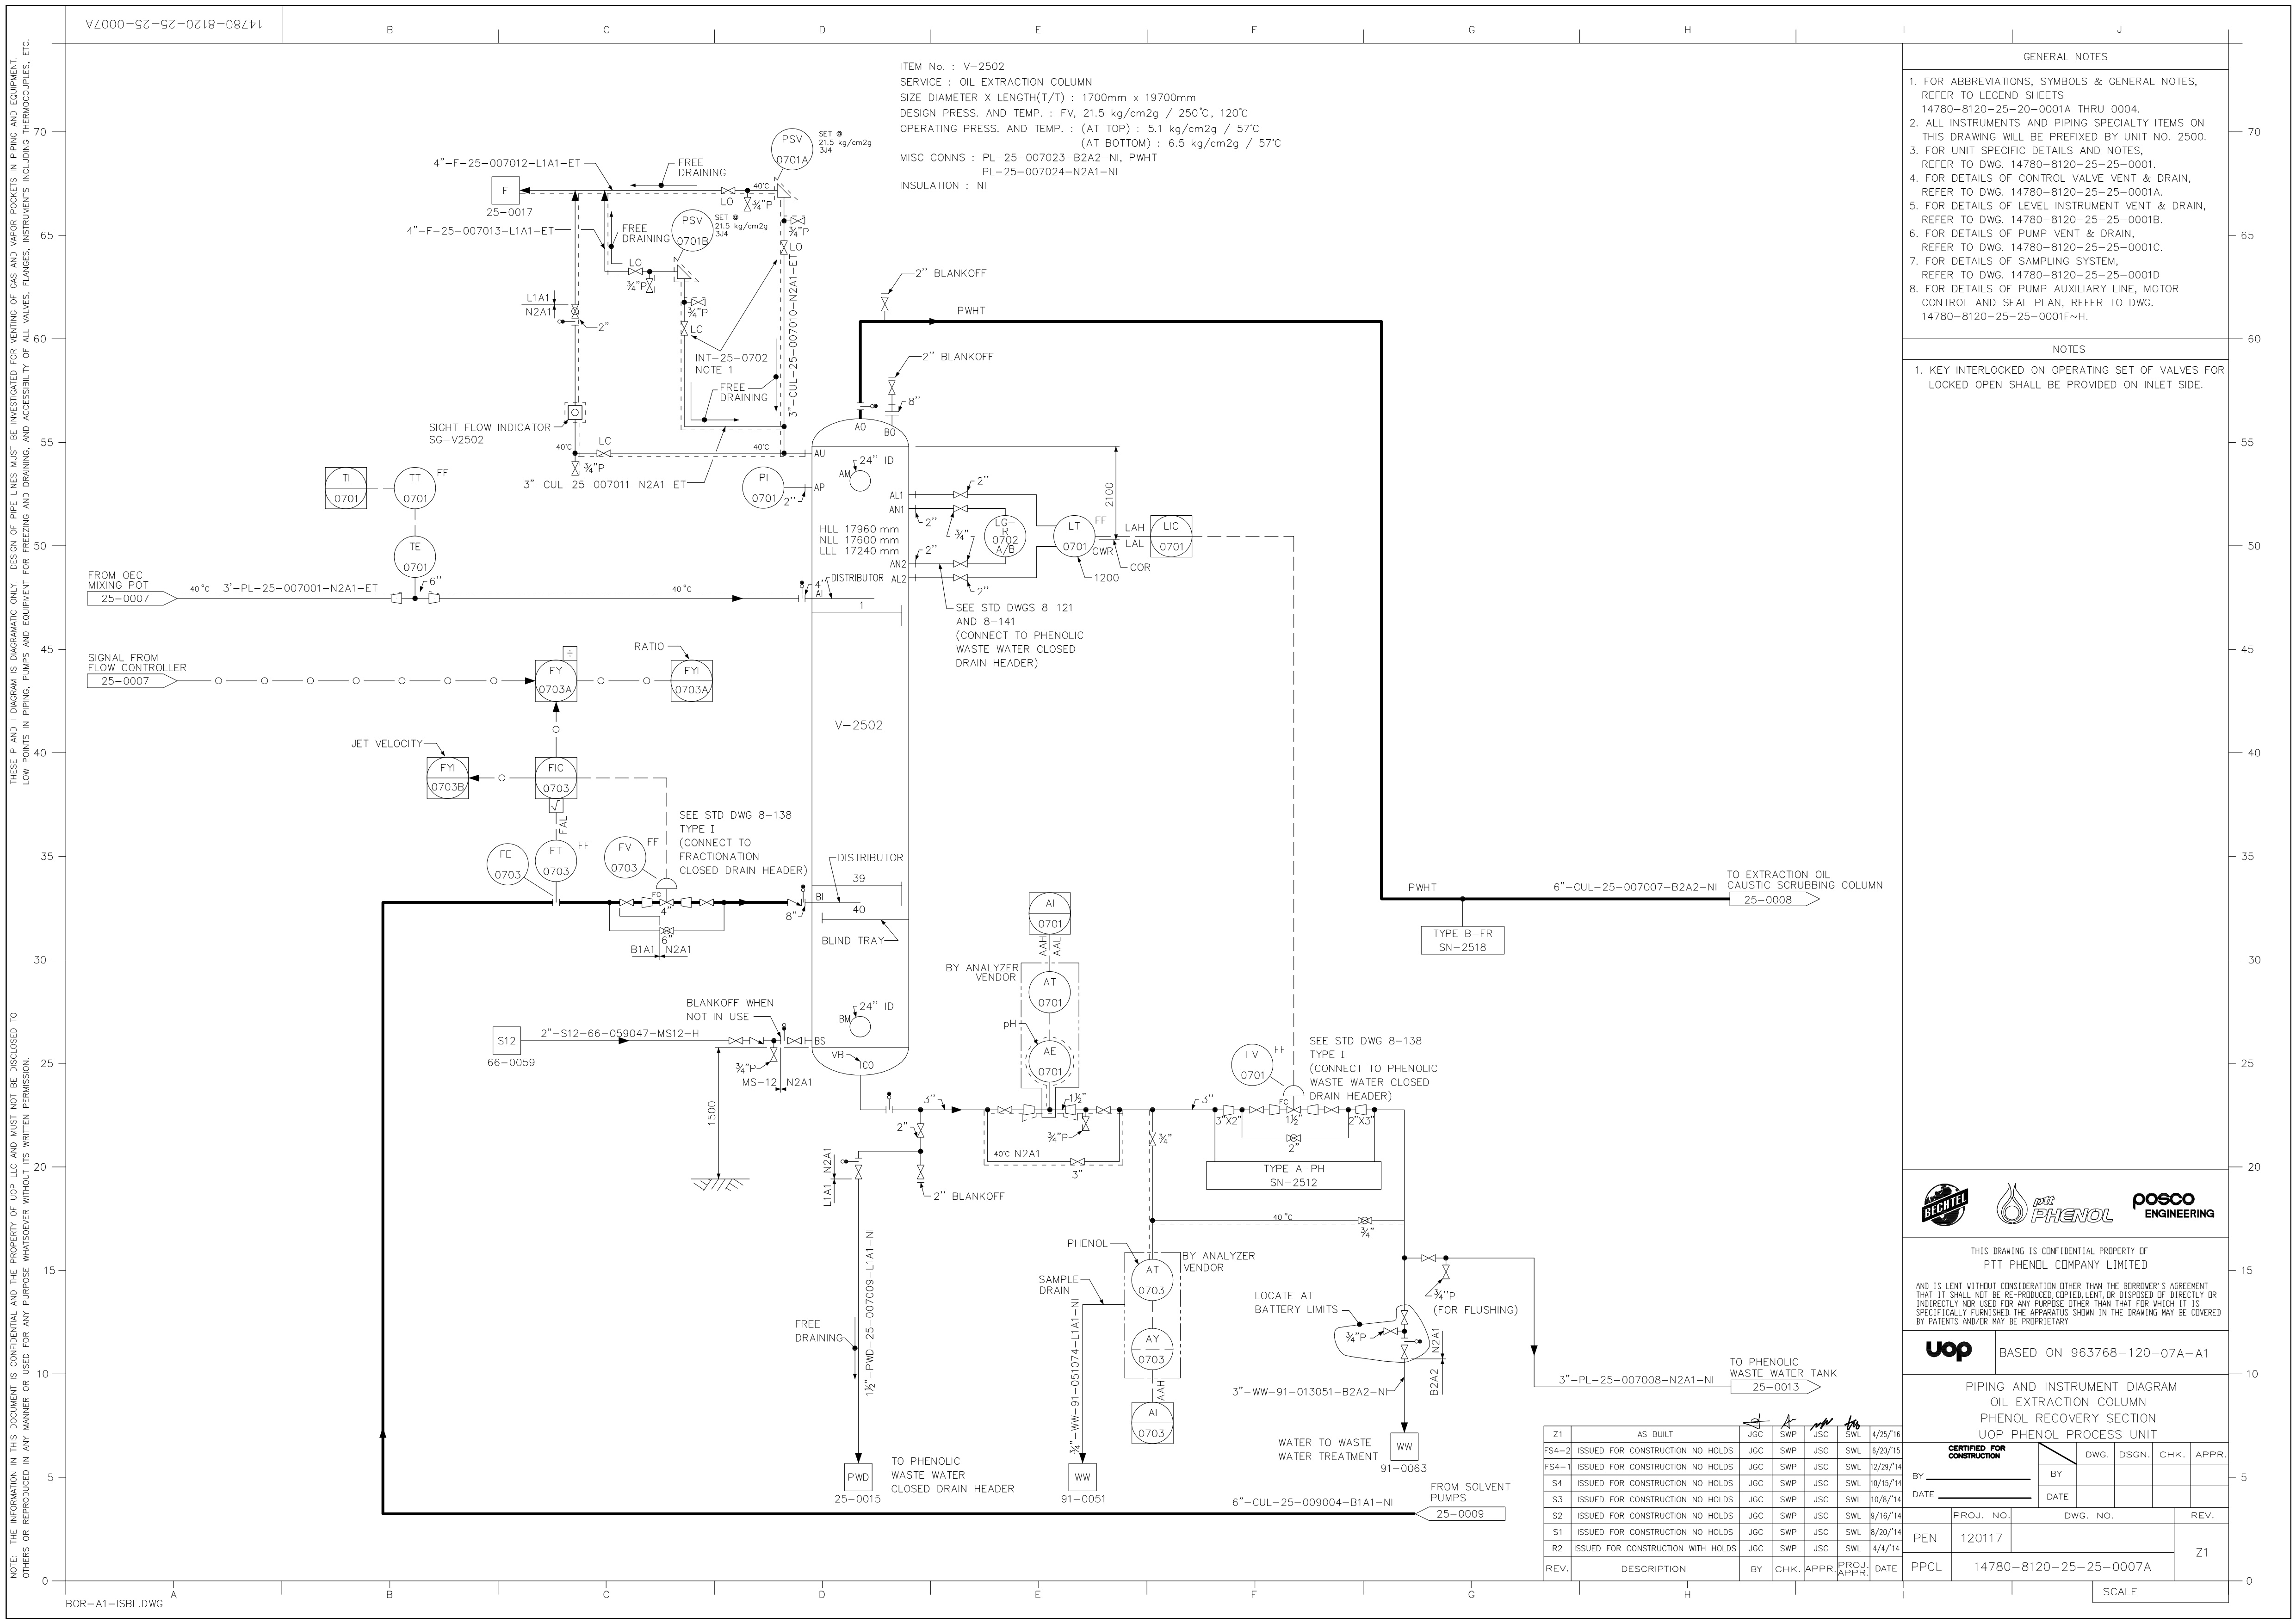 14780-8120-25-25-0007A
B C D E F G H I J
THESE P AND I DIAGRAM IS DIAGRAMATIC ONLY. DESIGN OF PIPE LINES MUST BE INVESTIGATED FOR VENTING OF GAS AND VAPOR POCKETS IN PIPING AND EQUIPMENT.
LOW POINTS IN PIPING, PUMPS AND EQUIPMENT FOR FREEZING AND DRAINING, AND ACCESSIBILITY OF ALL VALVES, FLANGES, INSTRUMENTS INCLUDING THERMOCOUPLES, ETC.
NOTE: THE INFORMATION IN THIS DOCUMENT IS CONFIDENTIAL AND THE PROPERTY OF UOP LLC AND MUST NOT BE DISCLOSED TO
OTHERS OR REPRODUCED IN ANY MANNER OR USED FOR ANY PURPOSE WHATSOEVER WITHOUT ITS WRITTEN PERMISSION.
70
65
60
55
50
45
40
35
30
25
20
15
10
5
0
ITEM No. : V-2502
SERVICE : OIL EXTRACTION COLUMN
SIZE DIAMETER X LENGTH(T/T) : 1700mm x 19700mm
DESIGN PRESS. AND TEMP. : FV, 21.5 kg/cm2g / 250°C, 120°C
OPERATING PRESS. AND TEMP. : (AT TOP) : 5.1 kg/cm2g / 57°C
(AT BOTTOM) : 6.5 kg/cm2g / 57°C
MISC CONNS : PL-25-007023-B2A2-NI, PWHT
PL-25-007024-N2A1-NI
INSULATION : NI
PSV
0701A
SET @
21.5 kg/cm2g
3J4
4"-F-25-007012-L1A1-ET
FREE
DRAINING
F
25-0017
40°C
LO
3/4"P
PSV
0701B
SET @
21.5 kg/cm2g
3J4
4"-F-25-007013-L1A1-ET
FREE
DRAINING
3/4"P
LO
LO
3/4"P
3/4"P
LC
L1A1
N2A1
2"
INT-25-0702
NOTE 1
3"-CUL-25-007010-N2A1-ET
FREE
DRAINING
SIGHT FLOW INDICATOR
SG-V2502
40°C
LC
40°C
3/4"P
3"-CUL-25-007011-N2A1-ET
2" BLANKOFF
PWHT
2" BLANKOFF
8"
AO
BO
AU
24" ID
AM
PI
0701
2"
AP
AL1
2"
AN1
2"
3/4"
HLL 17960 mm
NLL 17600 mm
LLL 17240 mm
LG-
R
0702
A/B
LT
0701
FF
GWR
LAH
LAL
LIC
0701
2100
COR
1200
2"
AN2
AL2
2"
SEE STD DWGS 8-121
AND 8-141
(CONNECT TO PHENOLIC
WASTE WATER CLOSED
DRAIN HEADER)
TI
0701
TT
0701
FF
TE
0701
6"
FROM OEC
MIXING POT
25-0007
40°C
3'-PL-25-007001-N2A1-ET
40°C
4"
AI
DISTRIBUTOR
1
SIGNAL FROM
FLOW CONTROLLER
25-0007
÷
FY
0703A
RATIO
FYI
0703A
V-2502
JET VELOCITY
FYI
0703B
FIC
0703
√
FAL
FE
0703
FT
0703
FF
FV
0703
FF
SEE STD DWG 8-138
TYPE I
(CONNECT TO
FRACTIONATION
CLOSED DRAIN HEADER)
DISTRIBUTOR
39
BI
40
8"
FC
4"
6"
B1A1
N2A1
BLIND TRAY
PWHT
TYPE B-FR
SN-2518
6"-CUL-25-007007-B2A2-NI
TO EXTRACTION OIL
CAUSTIC SCRUBBING COLUMN
25-0008
AI
0701
AAH
AAL
BY ANALYZER
VENDOR
AT
0701
pH
AE
0701
BLANKOFF WHEN
NOT IN USE
24" ID
BM
BS
S12
66-0059
2"-S12-66-059047-MS12-H
3/4"P
MS-12
N2A1
VB
1CO
1500
3"
2"
L1A1
N2A1
2" BLANKOFF
1½"
3/4"P
40°C
N2A1
3"
3/4"
3"
LV
0701
FF
SEE STD DWG 8-138
TYPE I
(CONNECT TO PHENOLIC
WASTE WATER CLOSED
DRAIN HEADER)
FC
3"X2"
1½"
2"X3"
2"
TYPE A-PH
SN-2512
40°C
3/4"
PHENOL
BY ANALYZER
VENDOR
AT
0703
SAMPLE
DRAIN
AY
0703
AAH
AI
0703
FREE
DRAINING
1½"-PWD-25-007009-L1A1-NI
3/4"-WW-91-051074-L1A1-NI
PWD
25-0015
TO PHENOLIC
WASTE WATER
CLOSED DRAIN HEADER
WW
91-0051
LOCATE AT
BATTERY LIMITS
3/4"P
3/4"P
(FOR FLUSHING)
N2A1
B2A2
3"-WW-91-013051-B2A2-NI
WATER TO WASTE
WATER TREATMENT
WW
91-0063
3"-PL-25-007008-N2A1-NI
TO PHENOLIC
WASTE WATER TANK
25-0013
6"-CUL-25-009004-B1A1-NI
FROM SOLVENT
PUMPS
25-0009
GENERAL NOTES
1. FOR ABBREVIATIONS, SYMBOLS & GENERAL NOTES,
REFER TO LEGEND SHEETS
14780-8120-25-20-0001A THRU 0004.
2. ALL INSTRUMENTS AND PIPING SPECIALTY ITEMS ON
THIS DRAWING WILL BE PREFIXED BY UNIT NO. 2500.
3. FOR UNIT SPECIFIC DETAILS AND NOTES,
REFER TO DWG. 14780-8120-25-25-0001.
4. FOR DETAILS OF CONTROL VALVE VENT & DRAIN,
REFER TO DWG. 14780-8120-25-25-0001A.
5. FOR DETAILS OF LEVEL INSTRUMENT VENT & DRAIN,
REFER TO DWG. 14780-8120-25-25-0001B.
6. FOR DETAILS OF PUMP VENT & DRAIN,
REFER TO DWG. 14780-8120-25-25-0001C.
7. FOR DETAILS OF SAMPLING SYSTEM,
REFER TO DWG. 14780-8120-25-25-0001D
8. FOR DETAILS OF PUMP AUXILIARY LINE, MOTOR
CONTROL AND SEAL PLAN, REFER TO DWG.
14780-8120-25-25-0001F~H.
NOTES
1. KEY INTERLOCKED ON OPERATING SET OF VALVES FOR
LOCKED OPEN SHALL BE PROVIDED ON INLET SIDE.
70
65
60
55
50
45
40
35
30
25
20
15
10
5
0
BECHTEL
ptt
PHENOL
posco
ENGINEERING
THIS DRAWING IS CONFIDENTIAL PROPERTY OF
PTT PHENOL COMPANY LIMITED
AND IS LENT WITHOUT CONSIDERATION OTHER THAN THE BORROWER'S AGREEMENT
THAT IT SHALL NOT BE RE-PRODUCED,COPIED,LENT,OR DISPOSED OF DIRECTLY OR
INDIRECTLY NOR USED FOR ANY PURPOSE OTHER THAN THAT FOR WHICH IT IS
SPECIFICALLY FURNISHED.THE APPARATUS SHOWN IN THE DRAWING MAY BE COVERED
BY PATENTS AND/OR MAY BE PROPRIETARY
uop
BASED ON 963768-120-07A-A1
PIPING AND INSTRUMENT DIAGRAM
OIL EXTRACTION COLUMN
PHENOL RECOVERY SECTION
UOP PHENOL PROCESS UNIT
CERTIFIED FOR
CONSTRUCTION
BY
DATE
DWG. DSGN. CHK. APPR.
BY
DATE
PROJ. NO. DWG. NO. REV.
PEN 120117
Z1
PPCL 14780-8120-25-25-0007A
SCALE
Z1 AS BUILT JGC SWP JSC SWL 4/25/'16
FS4-2 ISSUED FOR CONSTRUCTION NO HOLDS JGC SWP JSC SWL 6/20/'15
FS4-1 ISSUED FOR CONSTRUCTION NO HOLDS JGC SWP JSC SWL 12/29/'14
S4 ISSUED FOR CONSTRUCTION NO HOLDS JGC SWP JSC SWL 10/15/'14
S3 ISSUED FOR CONSTRUCTION NO HOLDS JGC SWP JSC SWL 10/8/'14
S2 ISSUED FOR CONSTRUCTION NO HOLDS JGC SWP JSC SWL 9/16/'14
S1 ISSUED FOR CONSTRUCTION NO HOLDS JGC SWP JSC SWL 8/20/'14
R2 ISSUED FOR CONSTRUCTION WITH HOLDS JGC SWP JSC SWL 4/4/'14
REV. DESCRIPTION BY CHK. APPR. PROJ. APPR. DATE
A B C D E F G H
BOR-A1-ISBL.DWG